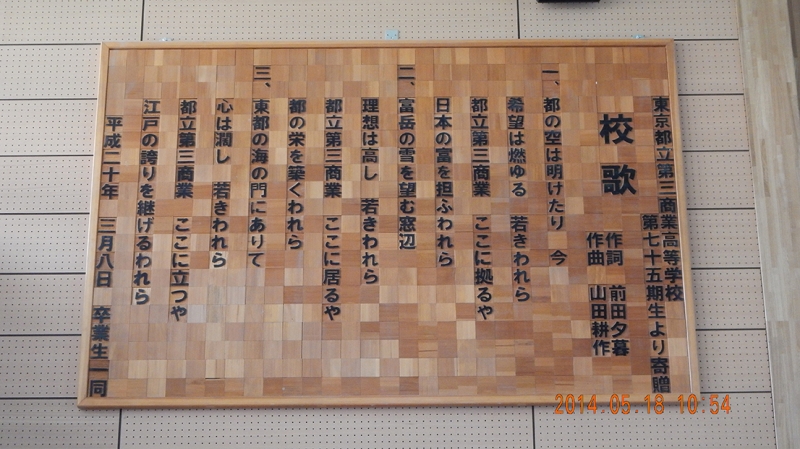 東京都立第三商業高等学校
第七十五期生より寄贈
校歌
作詞 前田夕暮
作曲 山田耕作
一、都の空は明けたり 今
希望は燃ゆる 若きわれら
都立第三商業 ここに拠るや
日本の富を担ふわれら
二、富岳の雪を望む窓辺
理想は高し 若きわれら
都立第三商業 ここに居るや
都の栄を築くわれら
三、東都の海の門にありて
心は潤し 若きわれら
都立第三商業 ここに立つや
江戸の誇りを継げるわれら
平成二十年 三月八日 卒業生一同
2014.05.18 10:54